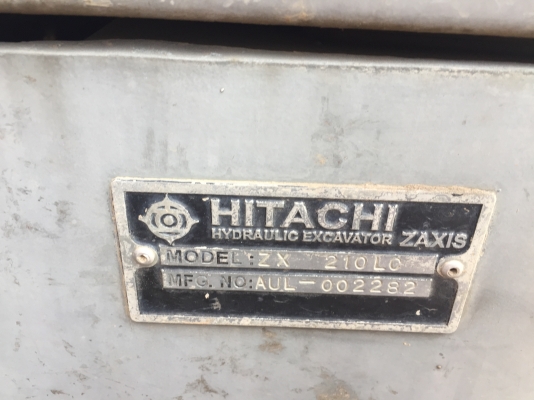 HITACHI
HYDRAULIC EXCAVATOR ZAXIS
MODEL: ZX 210LC
MFG. NO: AUL-002282